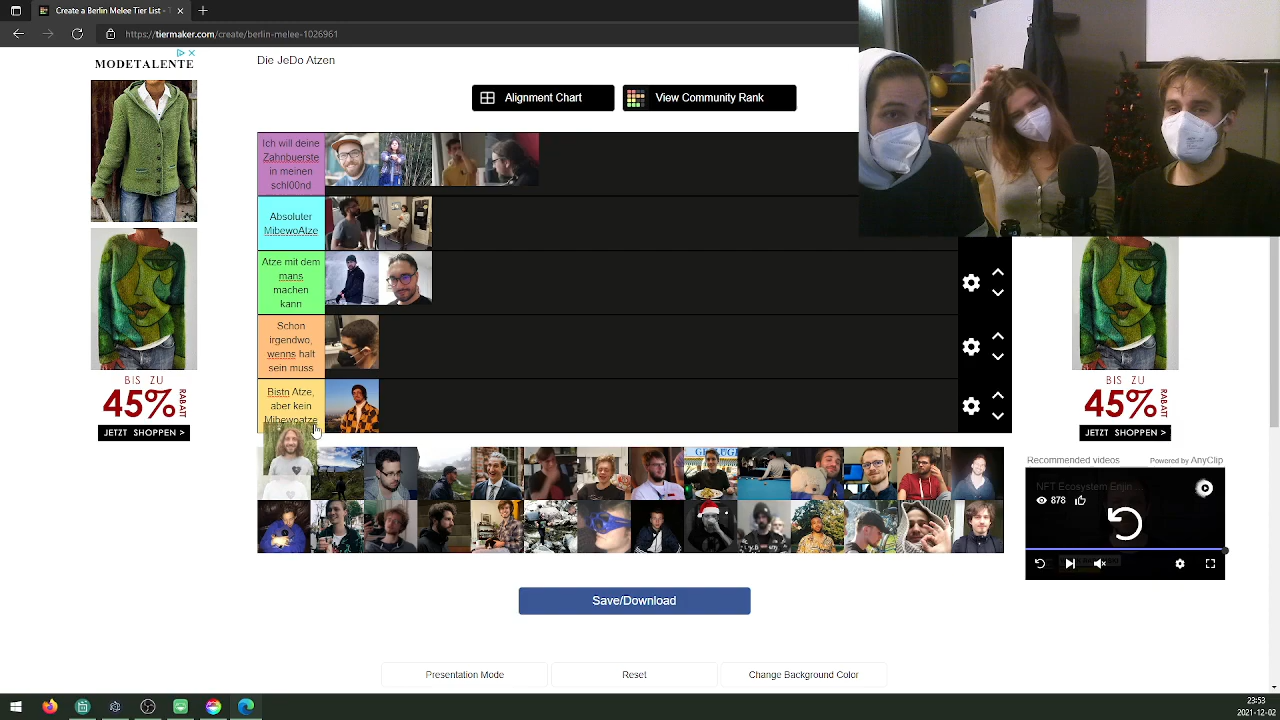 Create a Berlin Melee Tier List - T
https://tiermaker.com/create/berlin-melee-1026961
MODETALENTE
Die JeDo Atzen
Alignment Chart
View Community Rank
Ich will deine
Zahnbuerste
in meinen
schl00nd
Absoluter
MibewoAtze
Atze mit dem
mans
machen
kann
Schon
irgendwo,
wenns halt
sein muss
Bistn Atze,
aber kein
Mibewoatze
BIS ZU
45%
RABATT
JETZT SHOPPEN >
BIS ZU
45%
RABATT
JETZT SHOPPEN >
Recommended videos
Powered by AnyClip
NFT Ecosystem Enjin ...
878
Save/Download
Presentation Mode
Reset
Change Background Color
23:53
2021-12-02